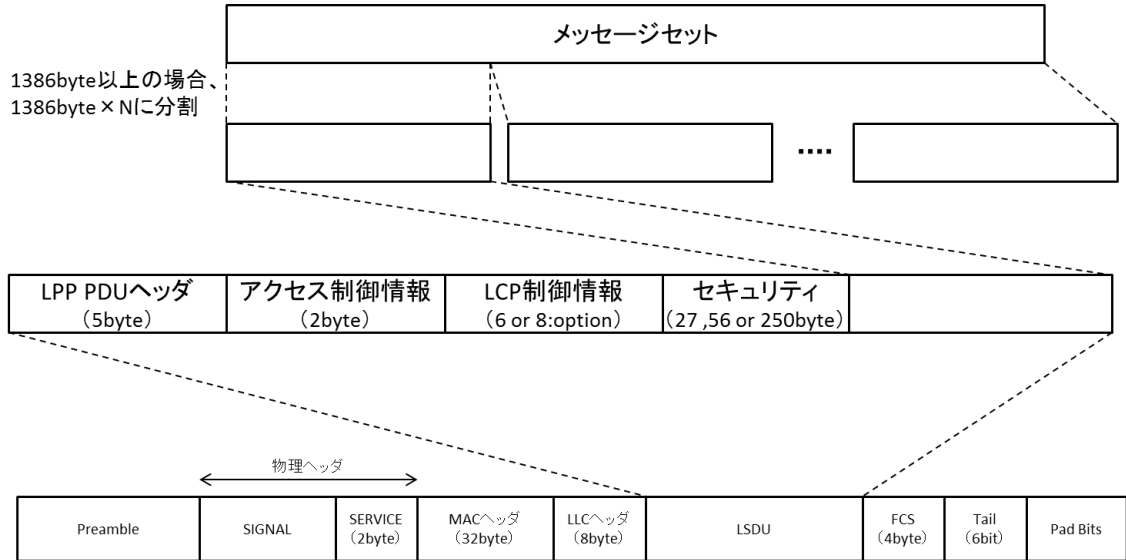 メッセージセット
1386byte以上の場合、
1386byte×Nに分割
....
LPP PDUヘッダ
（5byte）
アクセス制御情報
（2byte）
LCP制御情報
（6 or 8:option）
セキュリティ
（27 ,56 or 250byte）
物理ヘッダ
Preamble
SIGNAL
SERVICE
（2byte）
MACヘッダ
（32byte）
LLCヘッダ
（8byte）
LSDU
FCS
（4byte）
Tail
（6bit）
Pad Bits